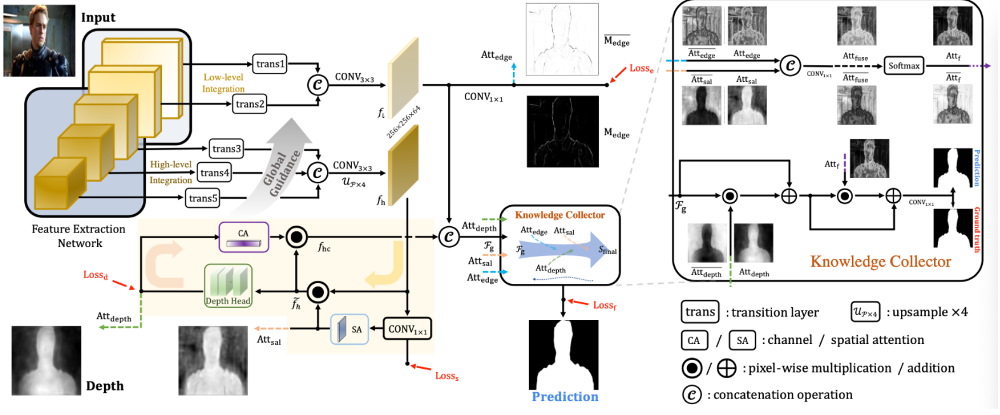 Input
trans1
Low-level
Integration
trans2
C
CONV3×3
fL
256×256×64
trans3
High-level
Integration
trans4
trans5
Global
Guidance
C
CONV3×3
UP×4
fh
Feature Extraction
Network
Attedge
Medge
Losse
CONV1×1
Medge
CA
fhc
C
Lossd
Depth Head
f̃h
Attdepth
Attsal
SA
CONV1×1
Losss
Depth
Attdepth
Fg
Attsal
Attedge
Knowledge Collector
Attedge
Attsal
Fg
Sfinal
Attdepth
Lossf
Prediction
Attedge
Attedge
Attsal
Attsal
C
CONV1×1
Attfuse
Attfuse
Softmax
Attf
Attf
Fg
Attf
CONV1×1
Prediction
Ground truth
Attdepth
Attdepth
Knowledge Collector
trans : transition layer
UP×4 : upsample ×4
CA / SA : channel / spatial attention
/ : pixel-wise multiplication / addition
C : concatenation operation